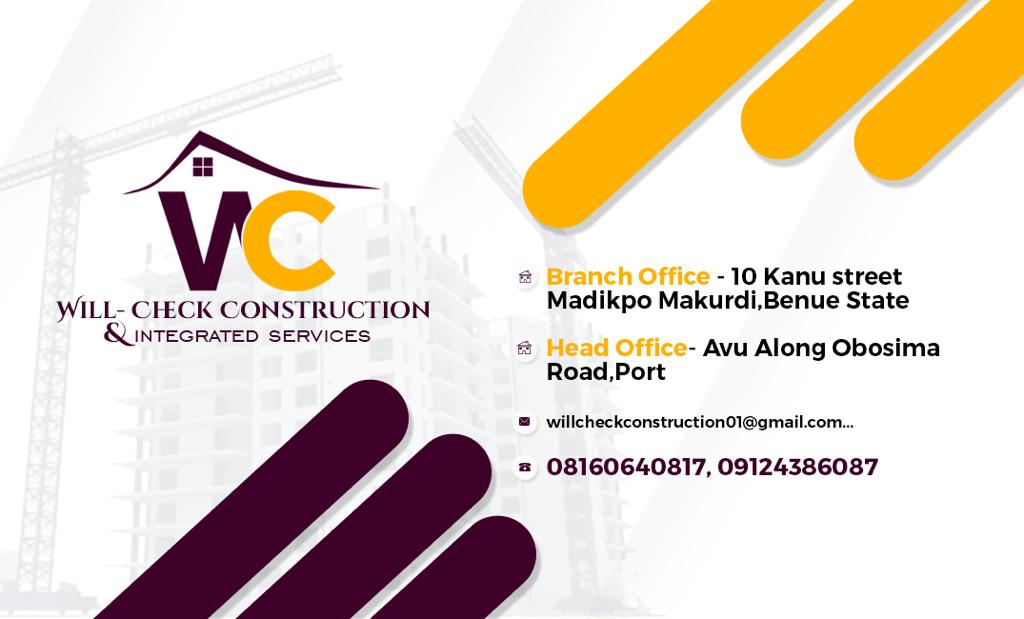 WC
WILL- CHECK CONSTRUCTION
& INTEGRATED SERVICES
Branch Office - 10 Kanu street
Madikpo Makurdi,Benue State
Head Office- Avu Along Obosima
Road,Port
willcheckconstruction01@gmail.com...
08160640817, 09124386087